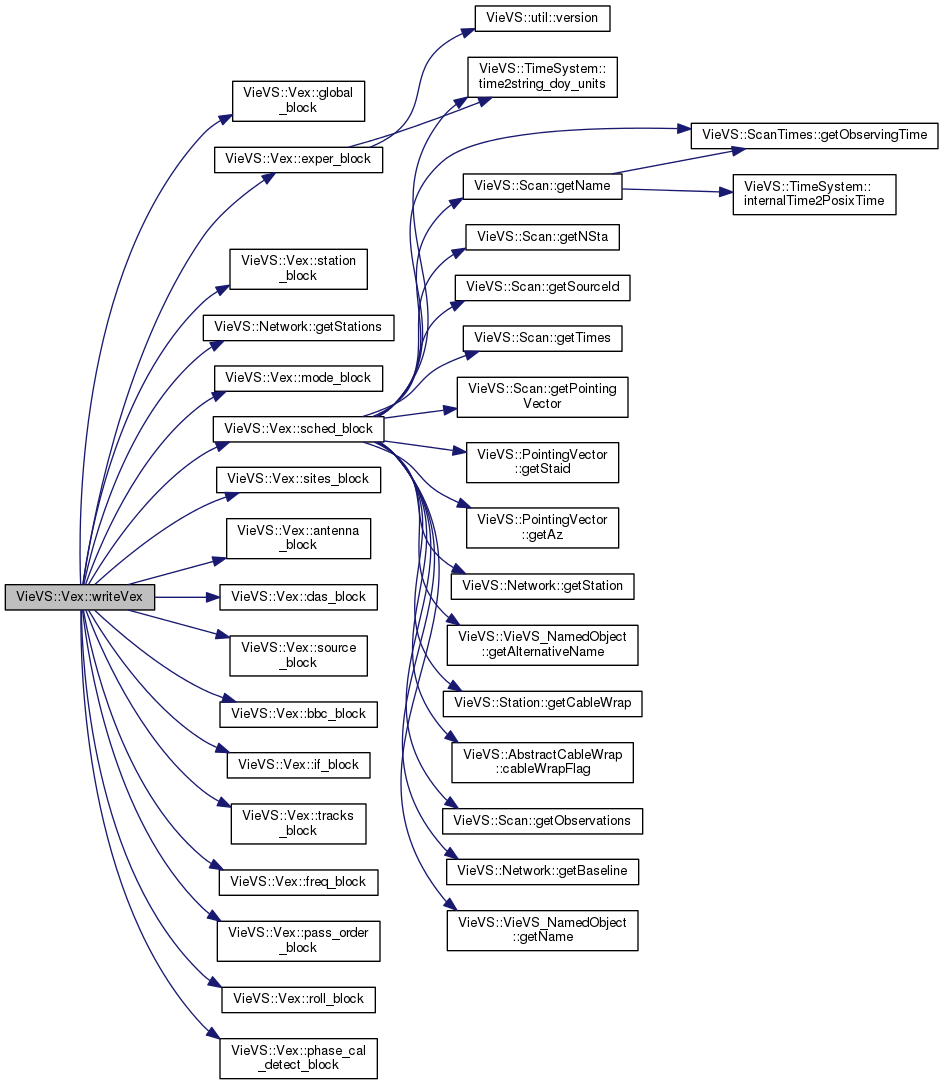 VieVS::Vex::writeVex
VieVS::Vex::global
_block
VieVS::Vex::exper_block
VieVS::Vex::station
_block
VieVS::Network::getStations
VieVS::Vex::mode_block
VieVS::Vex::sched_block
VieVS::Vex::sites_block
VieVS::Vex::antenna
_block
VieVS::Vex::das_block
VieVS::Vex::source
_block
VieVS::Vex::bbc_block
VieVS::Vex::if_block
VieVS::Vex::tracks
_block
VieVS::Vex::freq_block
VieVS::Vex::pass_order
_block
VieVS::Vex::roll_block
VieVS::Vex::phase_cal
_detect_block
VieVS::util::version
VieVS::TimeSystem::
time2string_doy_units
VieVS::Scan::getName
VieVS::Scan::getNSta
VieVS::Scan::getSourceId
VieVS::Scan::getTimes
VieVS::Scan::getPointing
Vector
VieVS::PointingVector
::getStaid
VieVS::PointingVector
::getAz
VieVS::Network::getStation
VieVS::VieVS_NamedObject
::getAlternativeName
VieVS::Station::getCableWrap
VieVS::AbstractCableWrap
::cableWrapFlag
VieVS::Scan::getObservations
VieVS::Network::getBaseline
VieVS::VieVS_NamedObject
::getName
VieVS::ScanTimes::getObservingTime
VieVS::TimeSystem::
internalTime2PosixTime